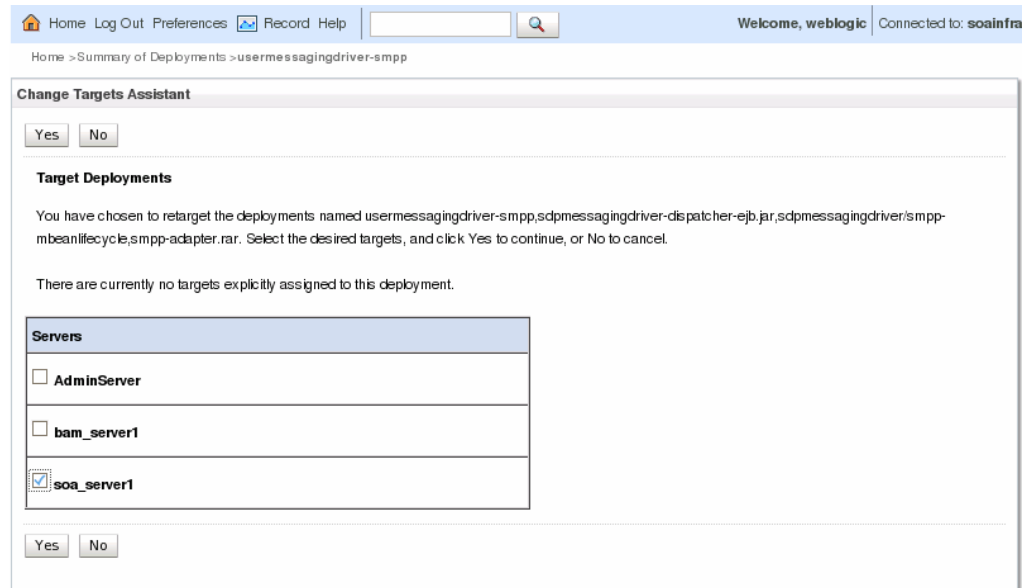 Home Log Out Preferences Record Help Welcome, weblogic Connected to: soainfra
Home >Summary of Deployments >usermessagingdriver-smpp
Change Targets Assistant
Yes No
Target Deployments
You have chosen to retarget the deployments named usermessagingdriver-smpp,sdpmessagingdriver-dispatcher-ejb.jar,sdpmessagingdriver/smpp-
mbeanlifecycle,smpp-adapter.rar. Select the desired targets, and click Yes to continue, or No to cancel.
There are currently no targets explicitly assigned to this deployment.
Servers
AdminServer
bam_server1
soa_server1
Yes No